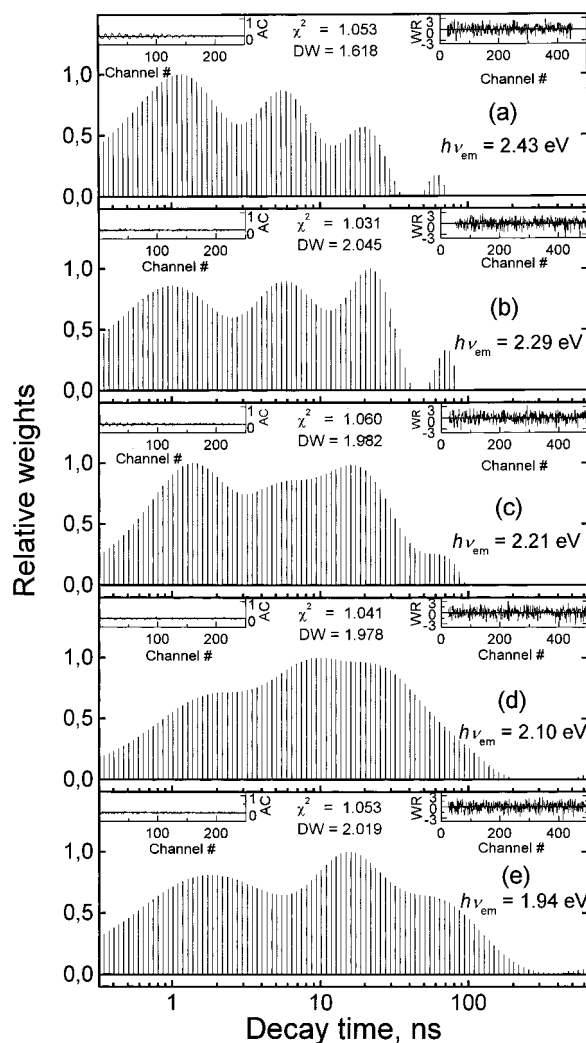 1 0 AC χ² = 1.053 WR 3 0 -3
100 200 DW = 1.618 0 200 400
Channel # Channel #
1,0
(a)
0,5
hν_em = 2.43 eV
0,0
1 0 AC χ² = 1.031 WR 3 0 -3
100 200 DW = 2.045 0 200 400
Channel # Channel #
1,0
(b)
0,5
hν_em = 2.29 eV
0,0
1 0 AC χ² = 1.060 WR 3 0 -3
100 200 DW = 1.982 0 200 400
Channel # Channel #
1,0
(c)
0,5
hν_em = 2.21 eV
0,0
1 0 AC χ² = 1.041 WR 3 0 -3
100 200 DW = 1.978 0 200 400
Channel # Channel #
1,0
(d)
0,5
hν_em = 2.10 eV
0,0
1 0 AC χ² = 1.053 WR 3 0 -3
100 200 DW = 2.019 0 200 400
Channel # Channel #
1,0
(e)
0,5
hν_em = 1.94 eV
0,0
1 10 100
Relative weights
Decay time, ns